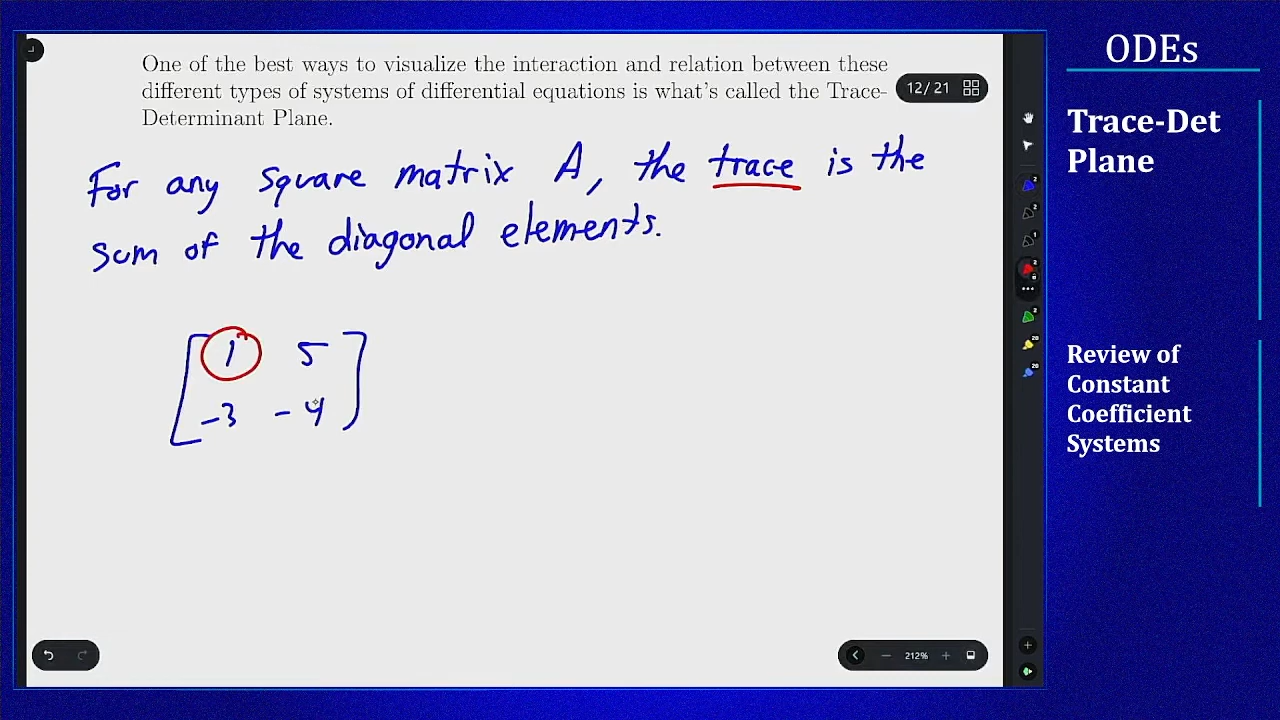 One of the best ways to visualize the interaction and relation between these
different types of systems of differential equations is what's called the Trace-
Determinant Plane.
12/21
For any square matrix A, the trace is the
sum of the diagonal elements.
1 5
-3 -4
212%
ODEs
Trace-Det
Plane
Review of
Constant
Coefficient
Systems